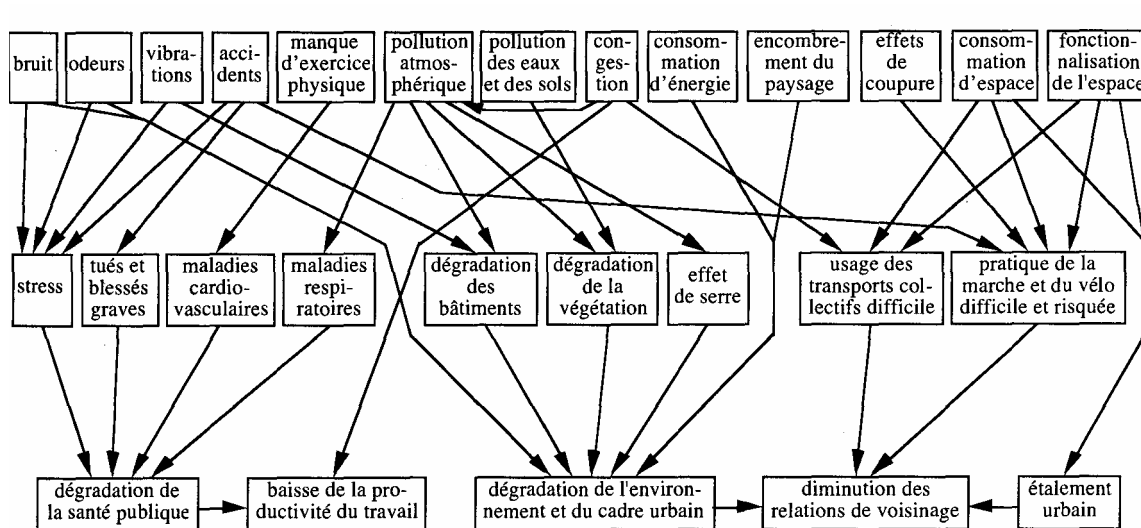 bruit
odeurs
vibra-
tions
acci-
dents
manque
d'exercice
physique
pollution
atmos-
phérique
pollution
des eaux
et des sols
con-
gestion
consom-
mation
d'énergie
encombre-
ment du
paysage
effets
de
coupure
consom-
mation
d'espace
fonction-
nalisation
de l'espace
stress
tués et
blessés
graves
maladies
cardio-
vasculaires
maladies
respi-
ratoires
dégradation
des
bâtiments
dégradation
de la
végétation
effet
de serre
usage des
transports col-
lectifs difficile
pratique de la
marche et du vélo
difficile et risquée
dégradation de
la santé publique
baisse de la pro-
ductivité du travail
dégradation de l'environ-
nement et du cadre urbain
diminution des
relations de voisinage
étalement
urbain